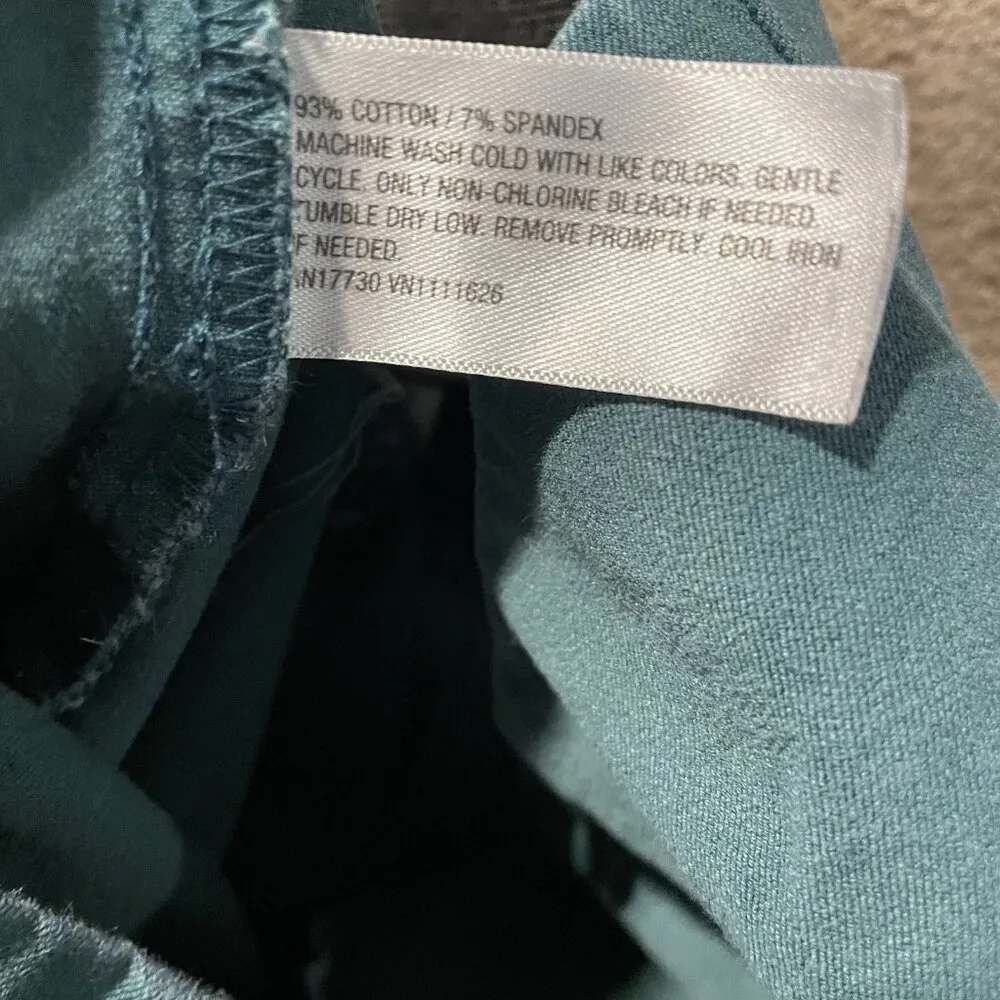 93% COTTON / 7% SPANDEX
MACHINE WASH COLD WITH LIKE COLORS. GENTLE
CYCLE. ONLY NON-CHLORINE BLEACH IF NEEDED.
TUMBLE DRY LOW. REMOVE PROMPTLY. COOL IRON
IF NEEDED.
VN1111626